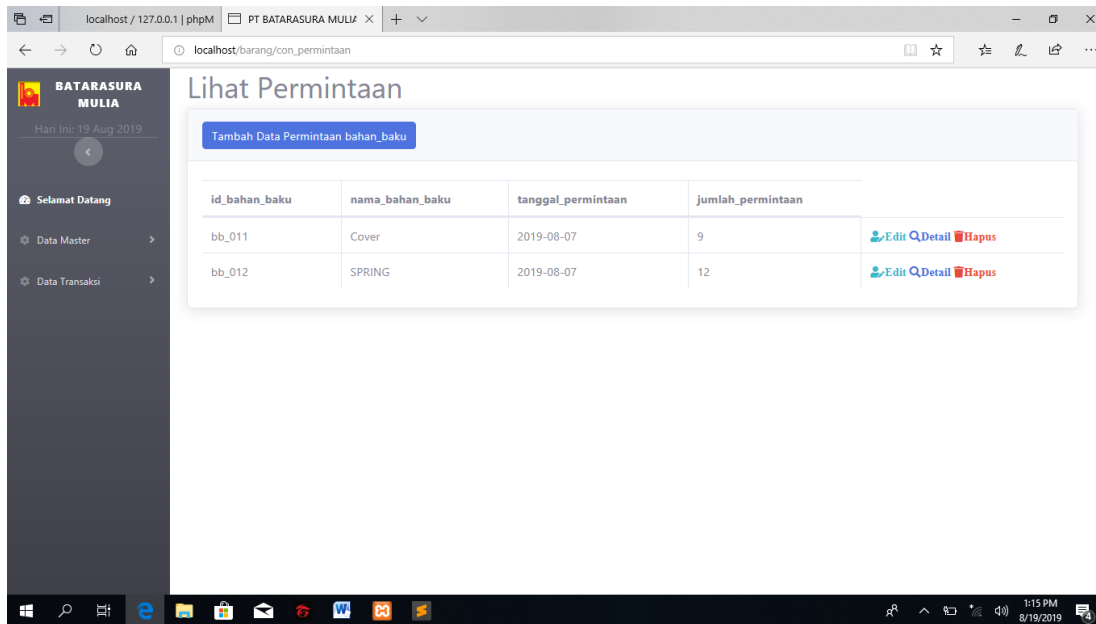 localhost / 127.0.0.1 | phpM
PT BATARASURA MULIA
localhost/barang/con_permintaan
BATARASURA
MULIA
Hari Ini: 19 Aug 2019
Selamat Datang
Data Master
Data Transaksi
Lihat Permintaan
Tambah Data Permintaan bahan_baku
id_bahan_baku nama_bahan_baku tanggal_permintaan jumlah_permintaan
bb_011 Cover 2019-08-07 9 Edit Detail Hapus
bb_012 SPRING 2019-08-07 12 Edit Detail Hapus
1:15 PM
8/19/2019
4